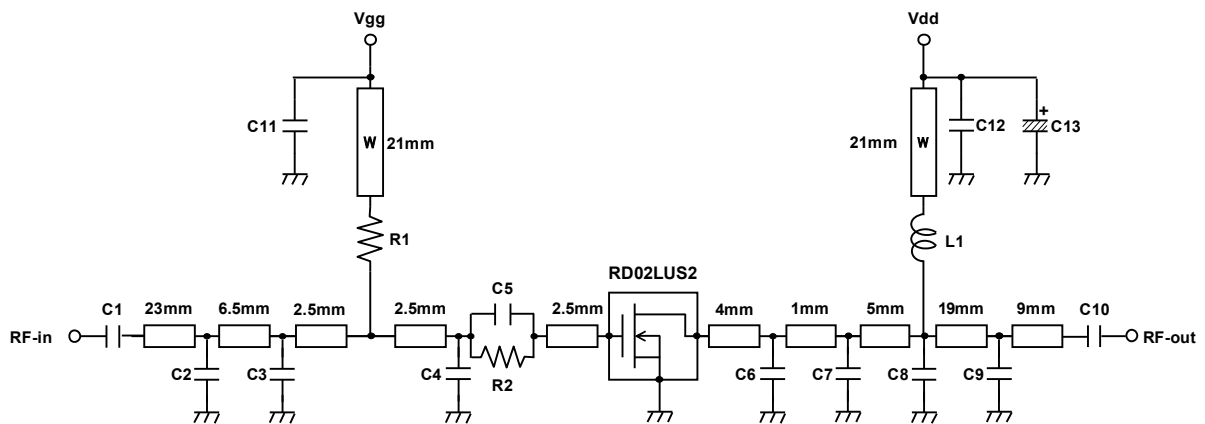 Vgg
Vdd
C11
W
21mm
21mm
W
C12
+
C13
R1
L1
RD02LUS2
C1
23mm
6.5mm
2.5mm
2.5mm
C5
2.5mm
4mm
1mm
5mm
19mm
9mm
C10
RF-in
RF-out
C2
C3
C4
R2
C6
C7
C8
C9